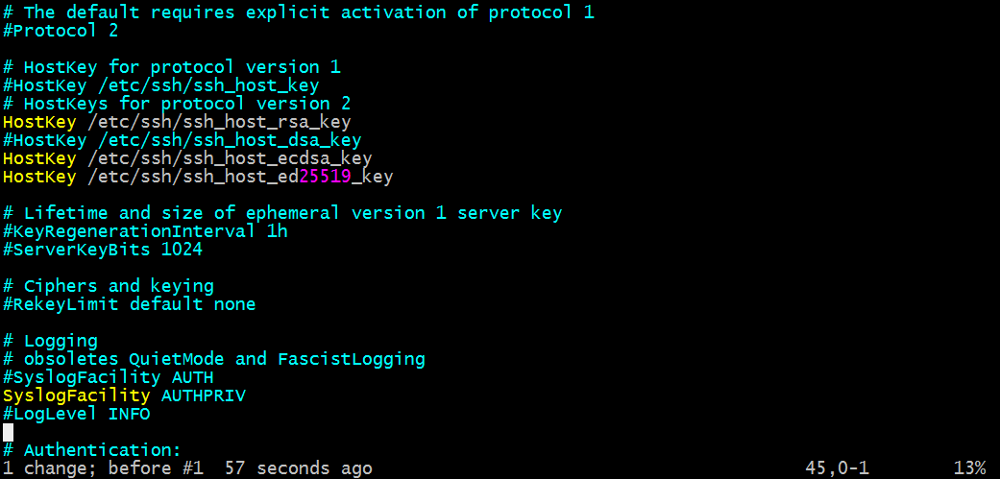 # The default requires explicit activation of protocol 1
#Protocol 2
# HostKey for protocol version 1
#HostKey /etc/ssh/ssh_host_key
# HostKeys for protocol version 2
HostKey /etc/ssh/ssh_host_rsa_key
#HostKey /etc/ssh/ssh_host_dsa_key
HostKey /etc/ssh/ssh_host_ecdsa_key
HostKey /etc/ssh/ssh_host_ed25519_key
# Lifetime and size of ephemeral version 1 server key
#KeyRegenerationInterval 1h
#ServerKeyBits 1024
# Ciphers and keying
#RekeyLimit default none
# Logging
# obsoletes QuietMode and FascistLogging
#SyslogFacility AUTH
SyslogFacility AUTHPRIV
#LogLevel INFO
# Authentication:
1 change; before #1  57 seconds ago 45,0-1 13%